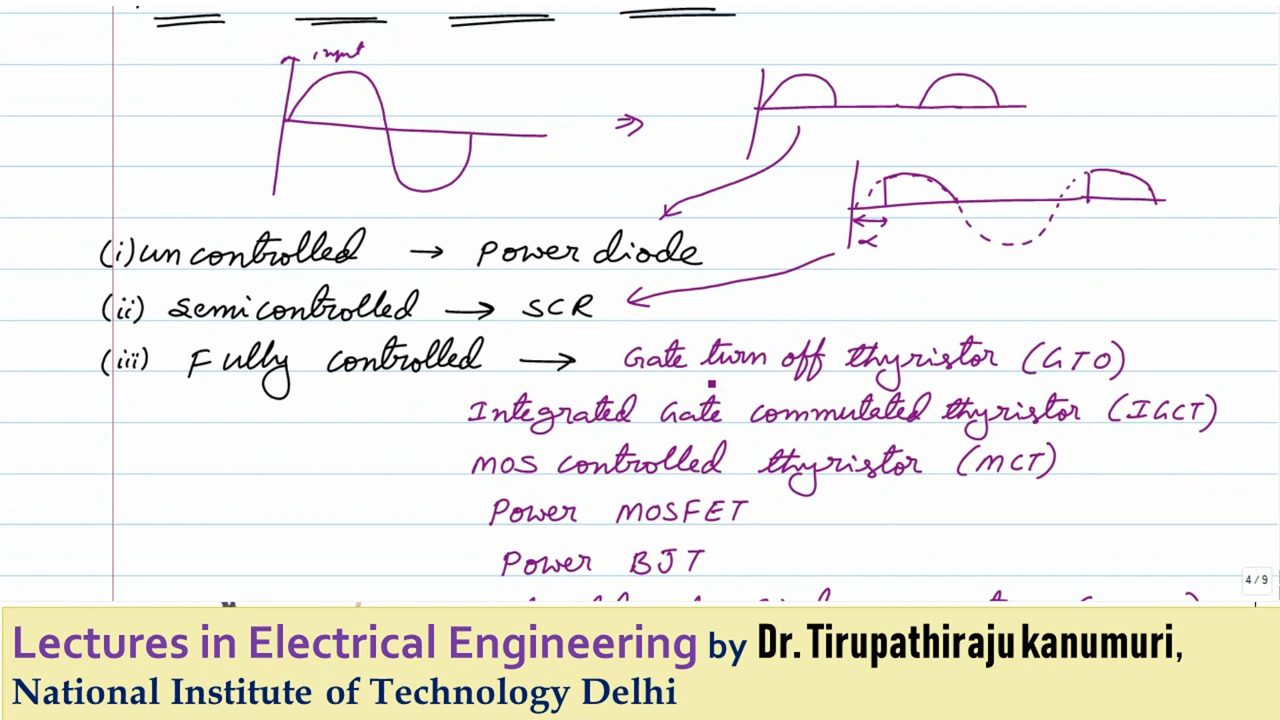 input
α
(i) uncontrolled → Power diode
(ii) Semicontrolled → SCR
(iii) Fully controlled → Gate turn off thyristor (GTO)
Integrated Gate commutated thyristor (IGCT)
MOS controlled thyristor (MCT)
Power MOSFET
Power BJT
4 / 9
Lectures in Electrical Engineering by Dr. Tirupathiraju kanumuri,
National Institute of Technology Delhi